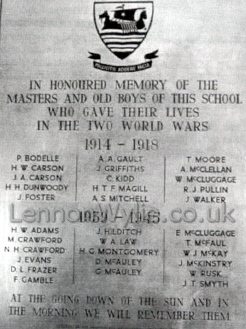 IN HONOURED MEMORY OF THE
MASTERS AND OLD BOYS OF THIS SCHOOL
WHO GAVE THEIR LIVES
IN THE TWO WORLD WARS
1914 - 1918
P. BODELLE A. A. GAULT T. MOORE
H. W. CARSON J. GRIFFITHS A. McCLELLAN
J. A. CARSON C. KIDD W. McCLUGGAGE
H. H. DUNWOODY H. T. F. MAGILL R. J. PULLIN
J. FOSTER A. S. MITCHELL J. WALKER
1939 - 1945
H. W. ADAMS J. HILDITCH E. McCLUGGAGE
M. CRAWFORD W. A. LAW T. McFAUL
N. H. CRAWFORD H. G. MONTGOMERY W. J. McKAY
J. EVANS D. McAULEY J. McKINSTRY
D. L. FRAZER G. McAULEY W. RUSK
F. GAMBLE J. T. SMYTH
AT THE GOING DOWN OF THE SUN AND IN
THE MORNING WE WILL REMEMBER THEM